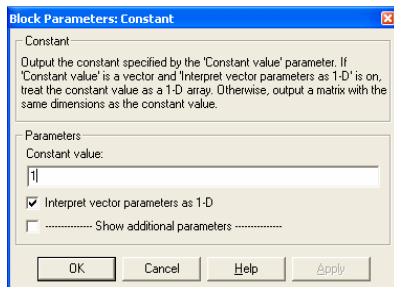 Block Parameters: Constant
Constant
Output the constant specified by the 'Constant value' parameter. If
'Constant value' is a vector and 'Interpret vector parameters as 1-D' is on,
treat the constant value as a 1-D array. Otherwise, output a matrix with the
same dimensions as the constant value.
Parameters
Constant value:
1
Interpret vector parameters as 1-D
-------------- Show additional parameters --------------
OK Cancel Help Apply